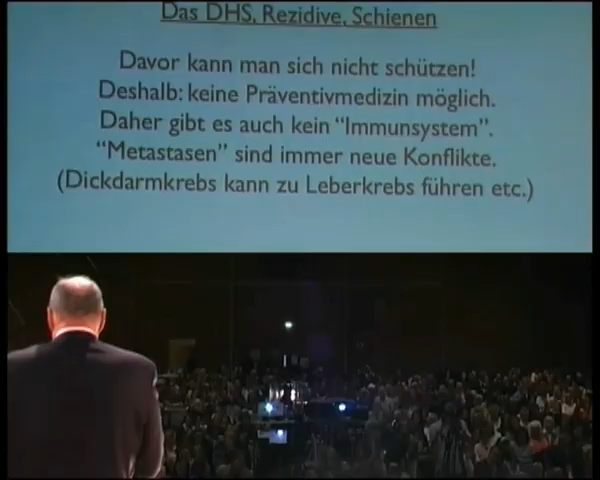 Das DHS, Rezidive, Schienen
Davor kann man sich nicht schützen!
Deshalb: keine Präventivmedizin möglich.
Daher gibt es auch kein “Immunsystem”.
“Metastasen” sind immer neue Konflikte.
(Dickdarmkrebs kann zu Leberkrebs führen etc.)